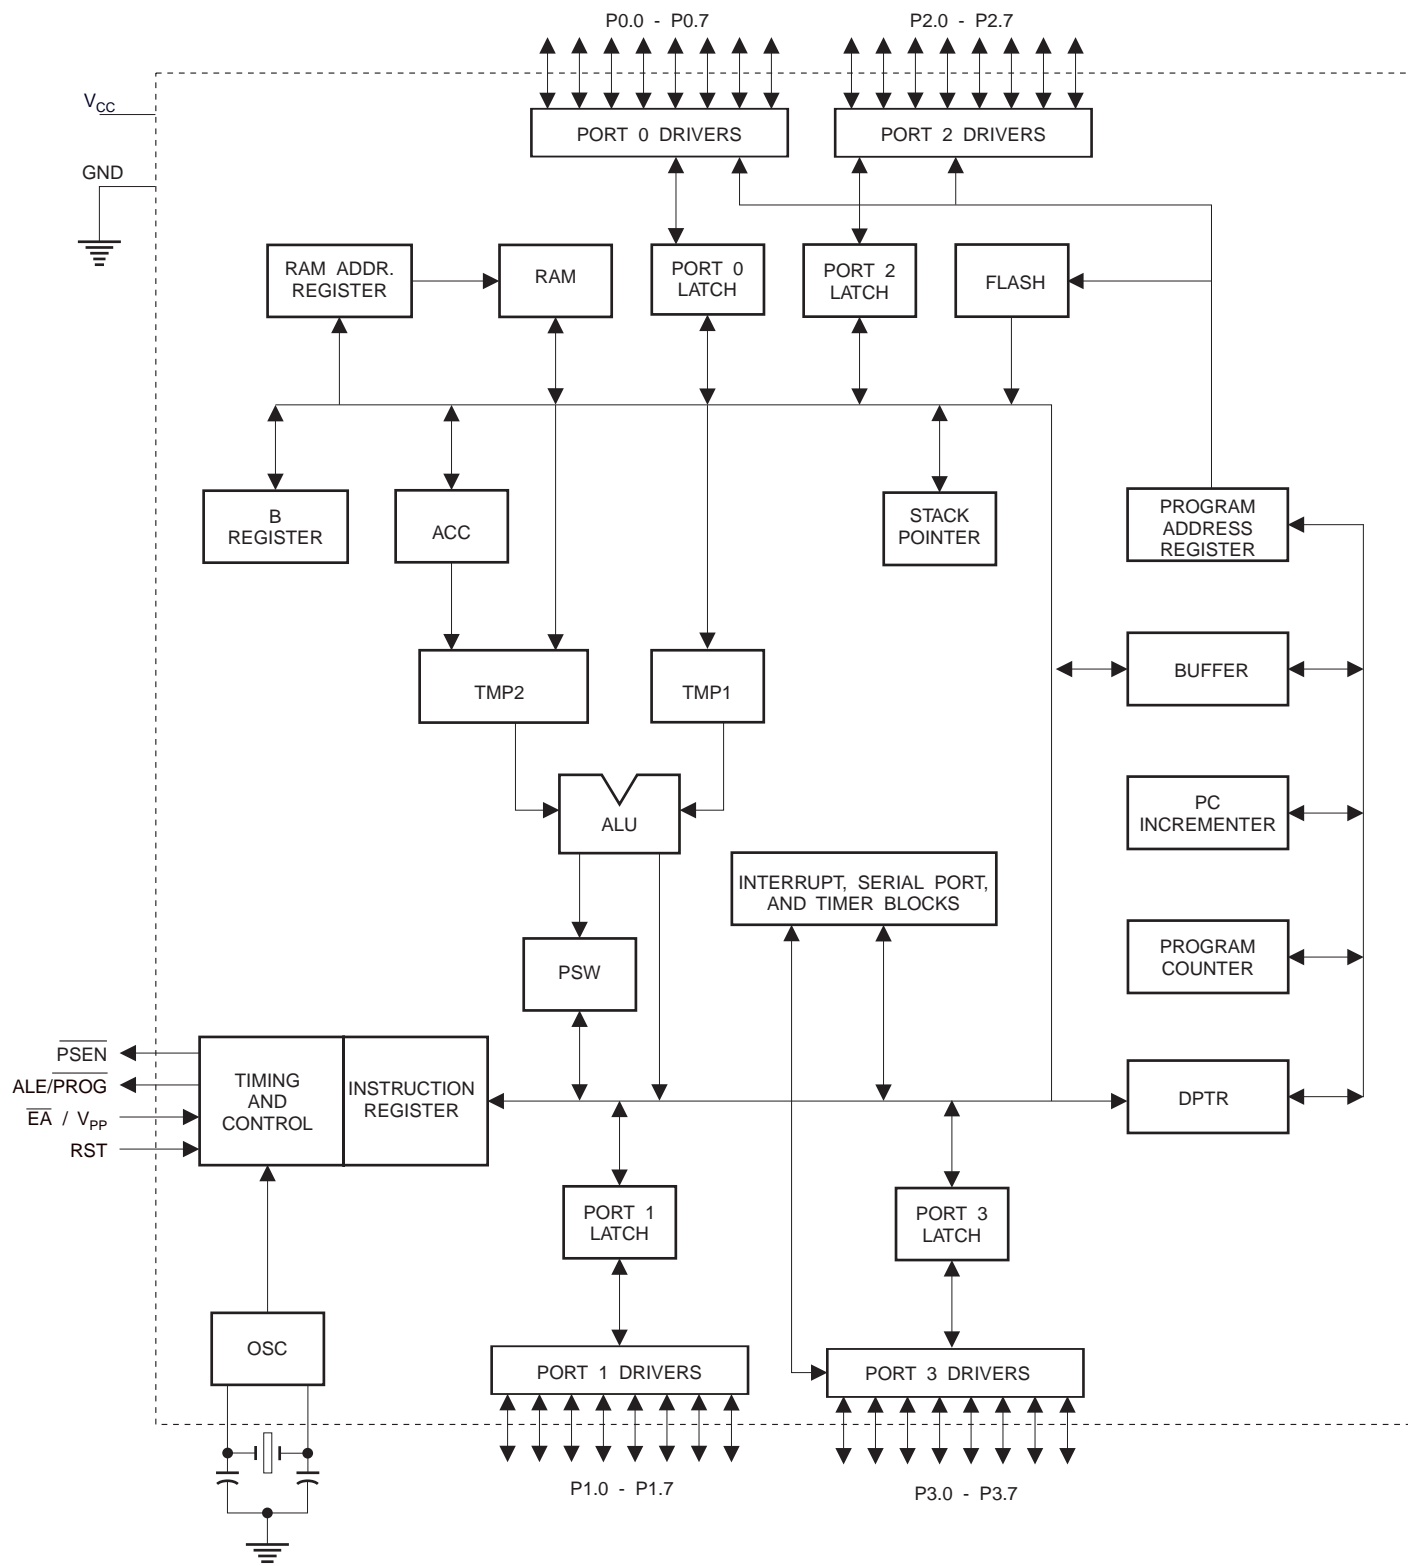 P0.0 - P0.7
P2.0 - P2.7
VCC
PORT 0 DRIVERS
PORT 2 DRIVERS
GND
RAM ADDR.
REGISTER
RAM
PORT 0
LATCH
PORT 2
LATCH
FLASH
B
REGISTER
ACC
STACK
POINTER
PROGRAM
ADDRESS
REGISTER
TMP2
TMP1
BUFFER
ALU
PC
INCREMENTER
INTERRUPT, SERIAL PORT,
AND TIMER BLOCKS
PSW
PROGRAM
COUNTER
PSEN
ALE/PROG
EA / VPP
RST
TIMING
AND
CONTROL
INSTRUCTION
REGISTER
DPTR
PORT 1
LATCH
PORT 3
LATCH
OSC
PORT 1 DRIVERS
PORT 3 DRIVERS
P1.0 - P1.7
P3.0 - P3.7